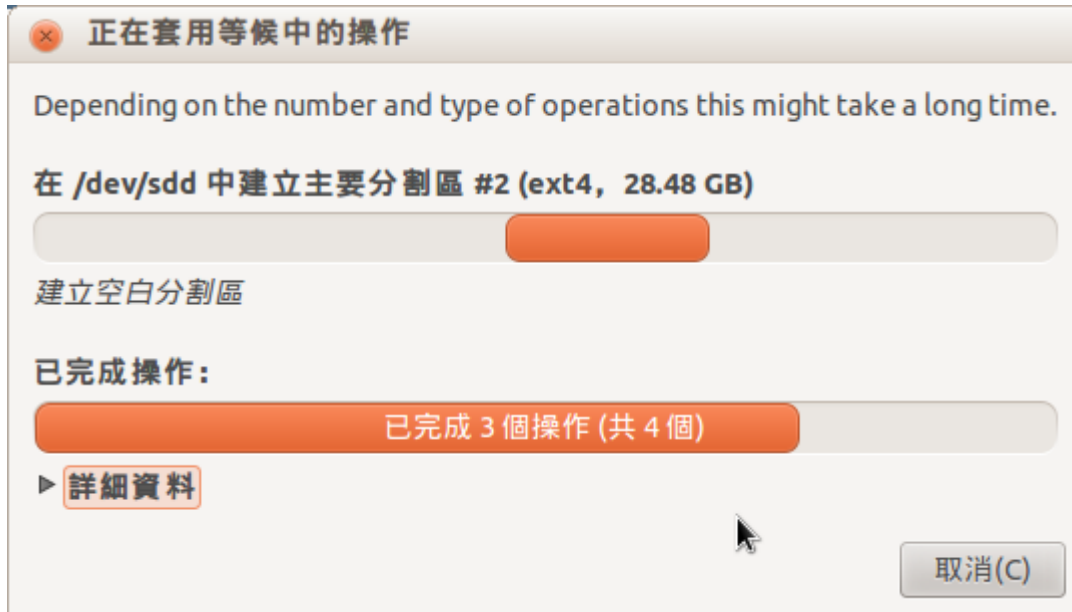 正在套用等候中的操作
Depending on the number and type of operations this might take a long time.
在 /dev/sdd 中建立主要分割區 #2 (ext4，28.48 GB)
建立空白分割區
已完成操作：
已完成 3 個操作 (共 4 個)
詳細資料
取消(C)